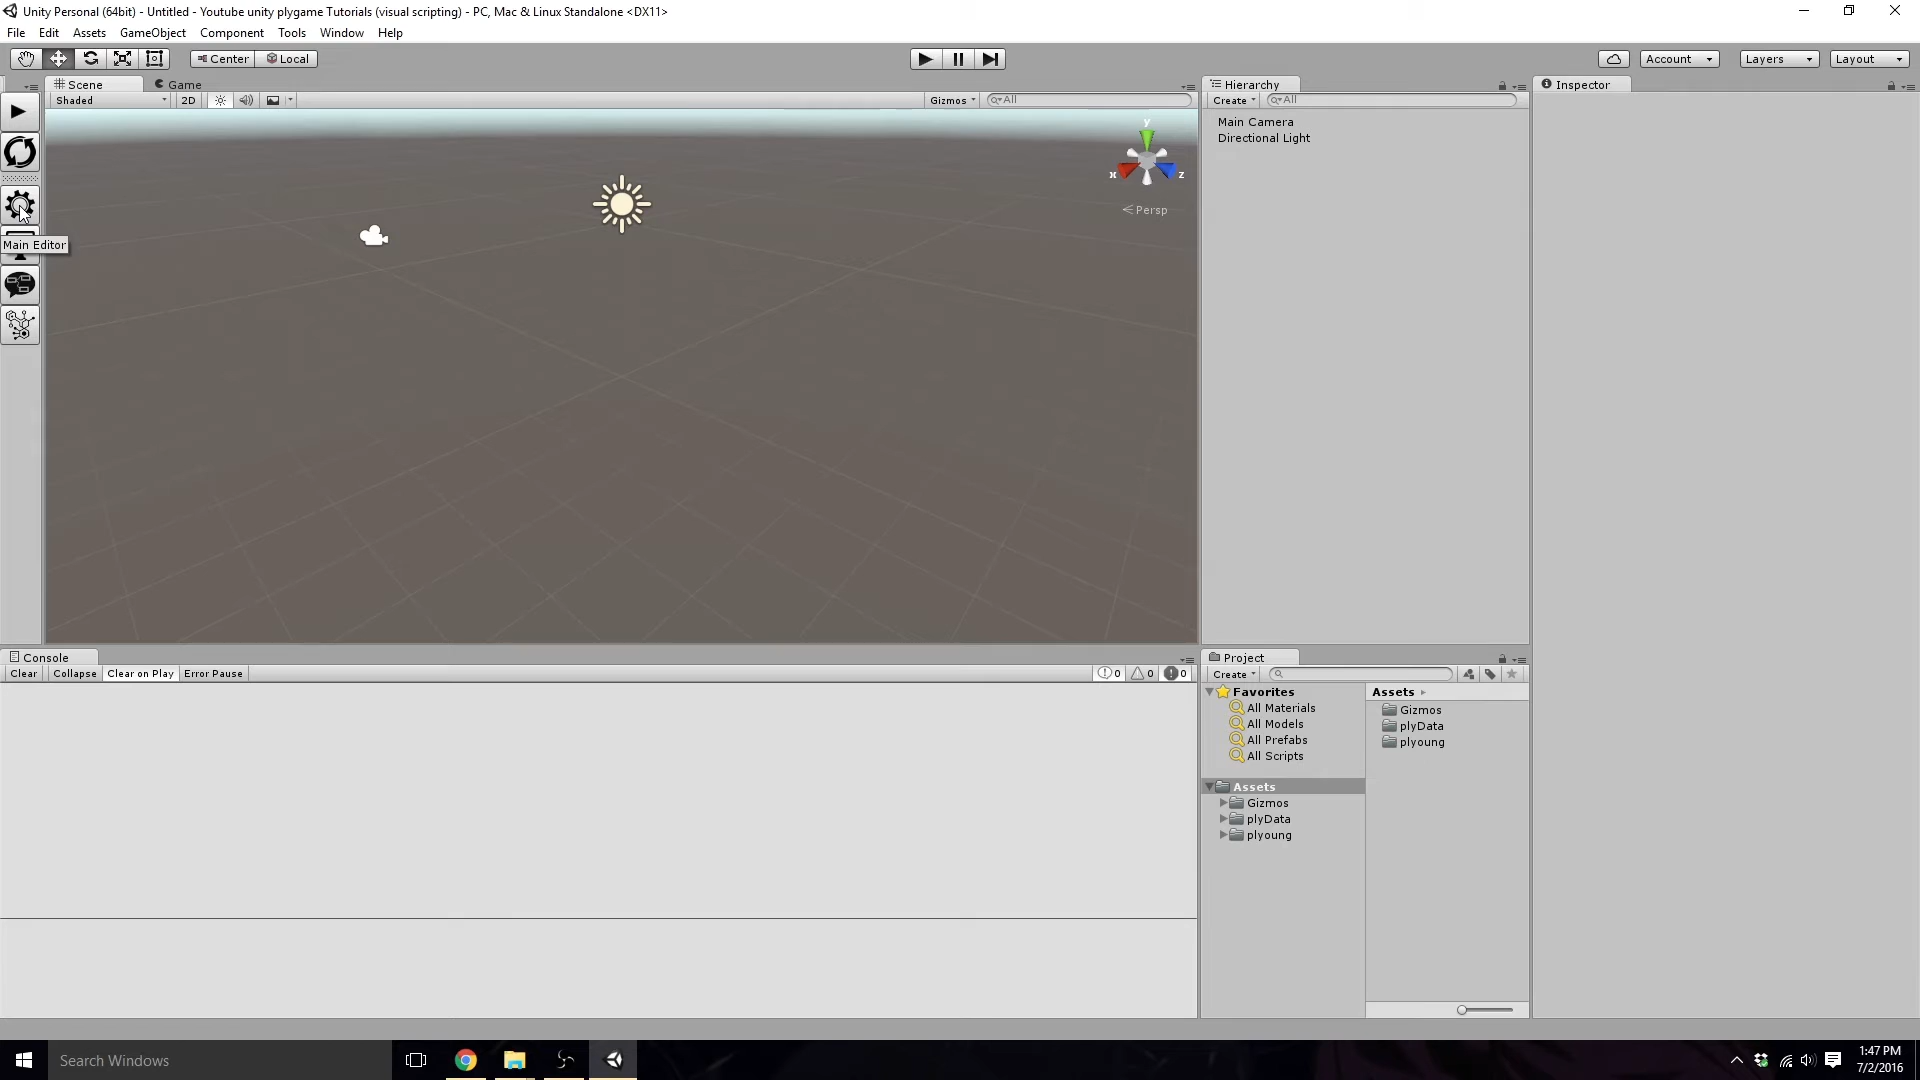 Unity Personal (64bit) - Untitled - Youtube unity plygame Tutorials (visual scripting) - PC, Mac & Linux Standalone <DX11>
File Edit Assets GameObject Component Tools Window Help
Center Local Account Layers Layout
Scene Game
Shaded 2D Gizmos All
Hierarchy
Create All
Main Camera
Directional Light
Inspector
y
x z
Persp
Main Editor
Console
Clear Collapse Clear on Play Error Pause 0 0 0
Project
Create
Favorites
All Materials
All Models
All Prefabs
All Scripts
Assets
Gizmos
plyData
plyoung
Assets
Gizmos
plyData
plyoung
Search Windows
1:47 PM
7/2/2016